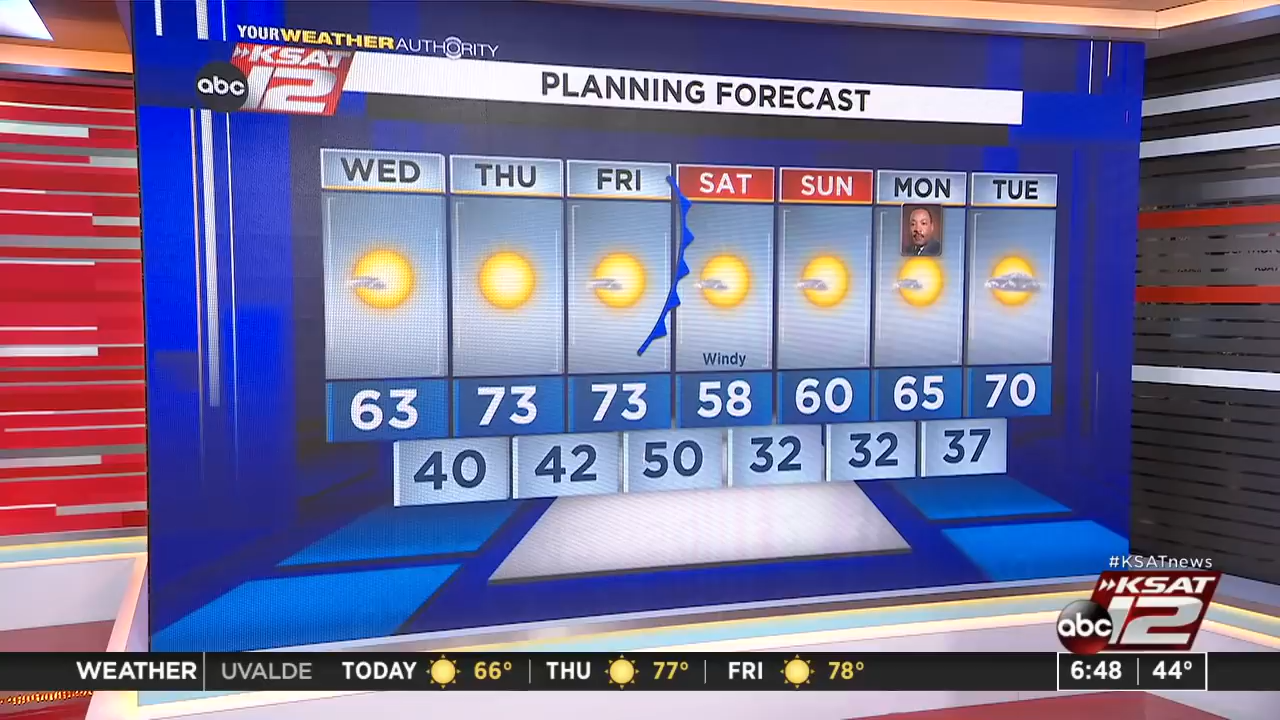 YOUR WEATHER AUTHORITY
abc KSAT 12
PLANNING FORECAST
WED THU FRI SAT SUN MON TUE
Windy
63 73 73 58 60 65 70
40 42 50 32 32 37
#KSATnews
abc KSAT 12
WEATHER UVALDE TODAY 66° THU 77° FRI 78° 6:48 44°